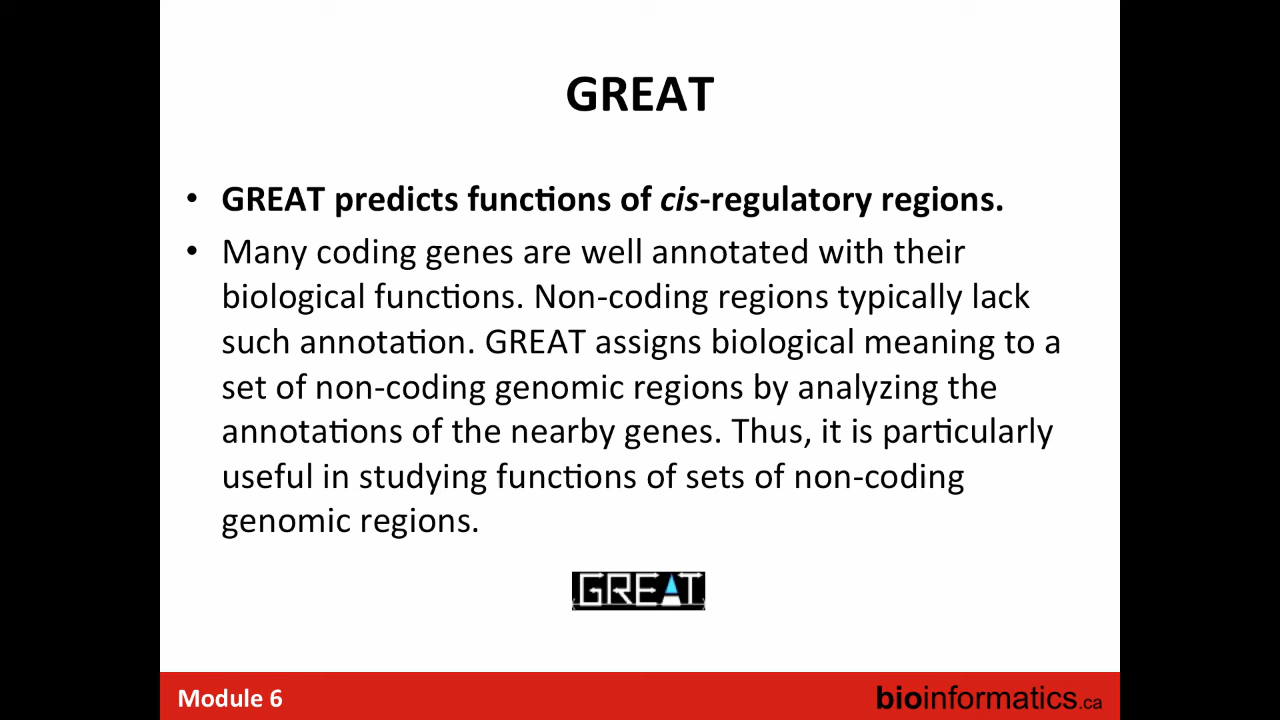 GREAT
• GREAT predicts functions of cis-regulatory regions.
• Many coding genes are well annotated with their
biological functions. Non-coding regions typically lack
such annotation. GREAT assigns biological meaning to a
set of non-coding genomic regions by analyzing the
annotations of the nearby genes. Thus, it is particularly
useful in studying functions of sets of non-coding
genomic regions.
GREAT
Module 6
bioinformatics.ca